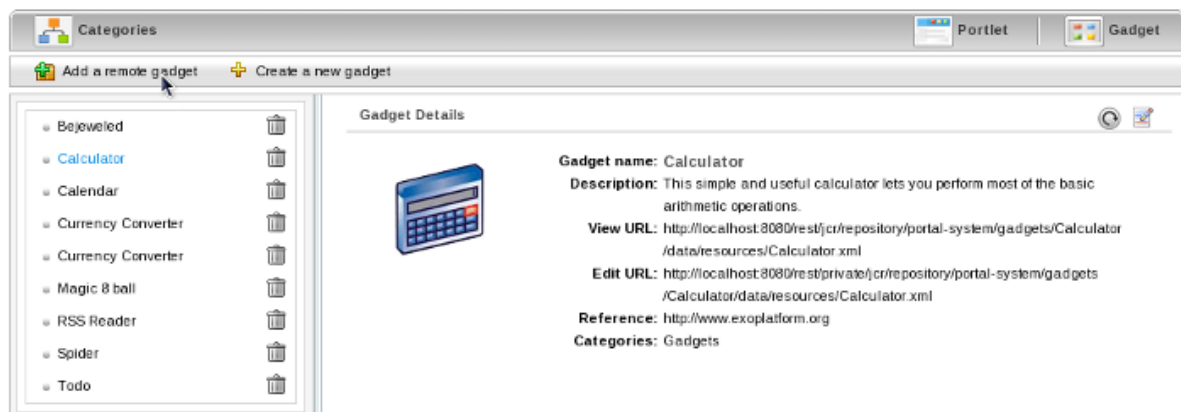 Categories
Portlet
Gadget
Add a remote gadget
Create a new gadget
Bejeweled
Calculator
Calendar
Currency Converter
Currency Converter
Magic 8 ball
RSS Reader
Spider
Todo
Gadget Details
Gadget name: Calculator
Description: This simple and useful calculator lets you perform most of the basic
arithmetic operations.
View URL: http://localhost:8080/rest/jcr/repository/portal-system/gadgets/Calculator
/data/resources/Calculator.xml
Edit URL: http://localhost:8080/rest/private/jcr/repository/portal-system/gadgets
/Calculator/data/resources/Calculator.xml
Reference: http://www.exoplatform.org
Categories: Gadgets